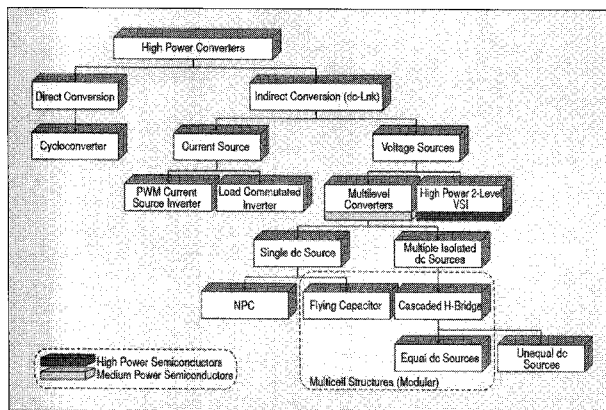 High Power Converters
Direct Conversion
Indirect Conversion (dc-Link)
Cycloconverter
Current Source
Voltage Sources
PWM Current
Source Inverter
Load Commutated
Inverter
Multilevel
Converters
High Power 2-Level
VSI
Single dc Source
Multiple Isolated
dc Sources
NPC
Flying Capacitor
Cascaded H-Bridge
Equal dc Sources
Unequal dc
Sources
Multicell Structures (Modular)
High Power Semiconductors
Medium Power Semiconductors